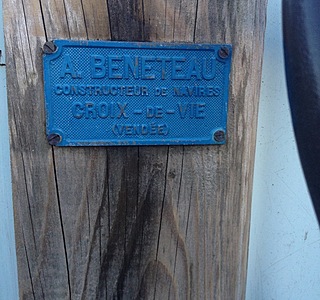 A. BENETEAU
CONSTRUCTEUR DE NAVIRES
CROIX-DE-VIE
(VENDÉE)